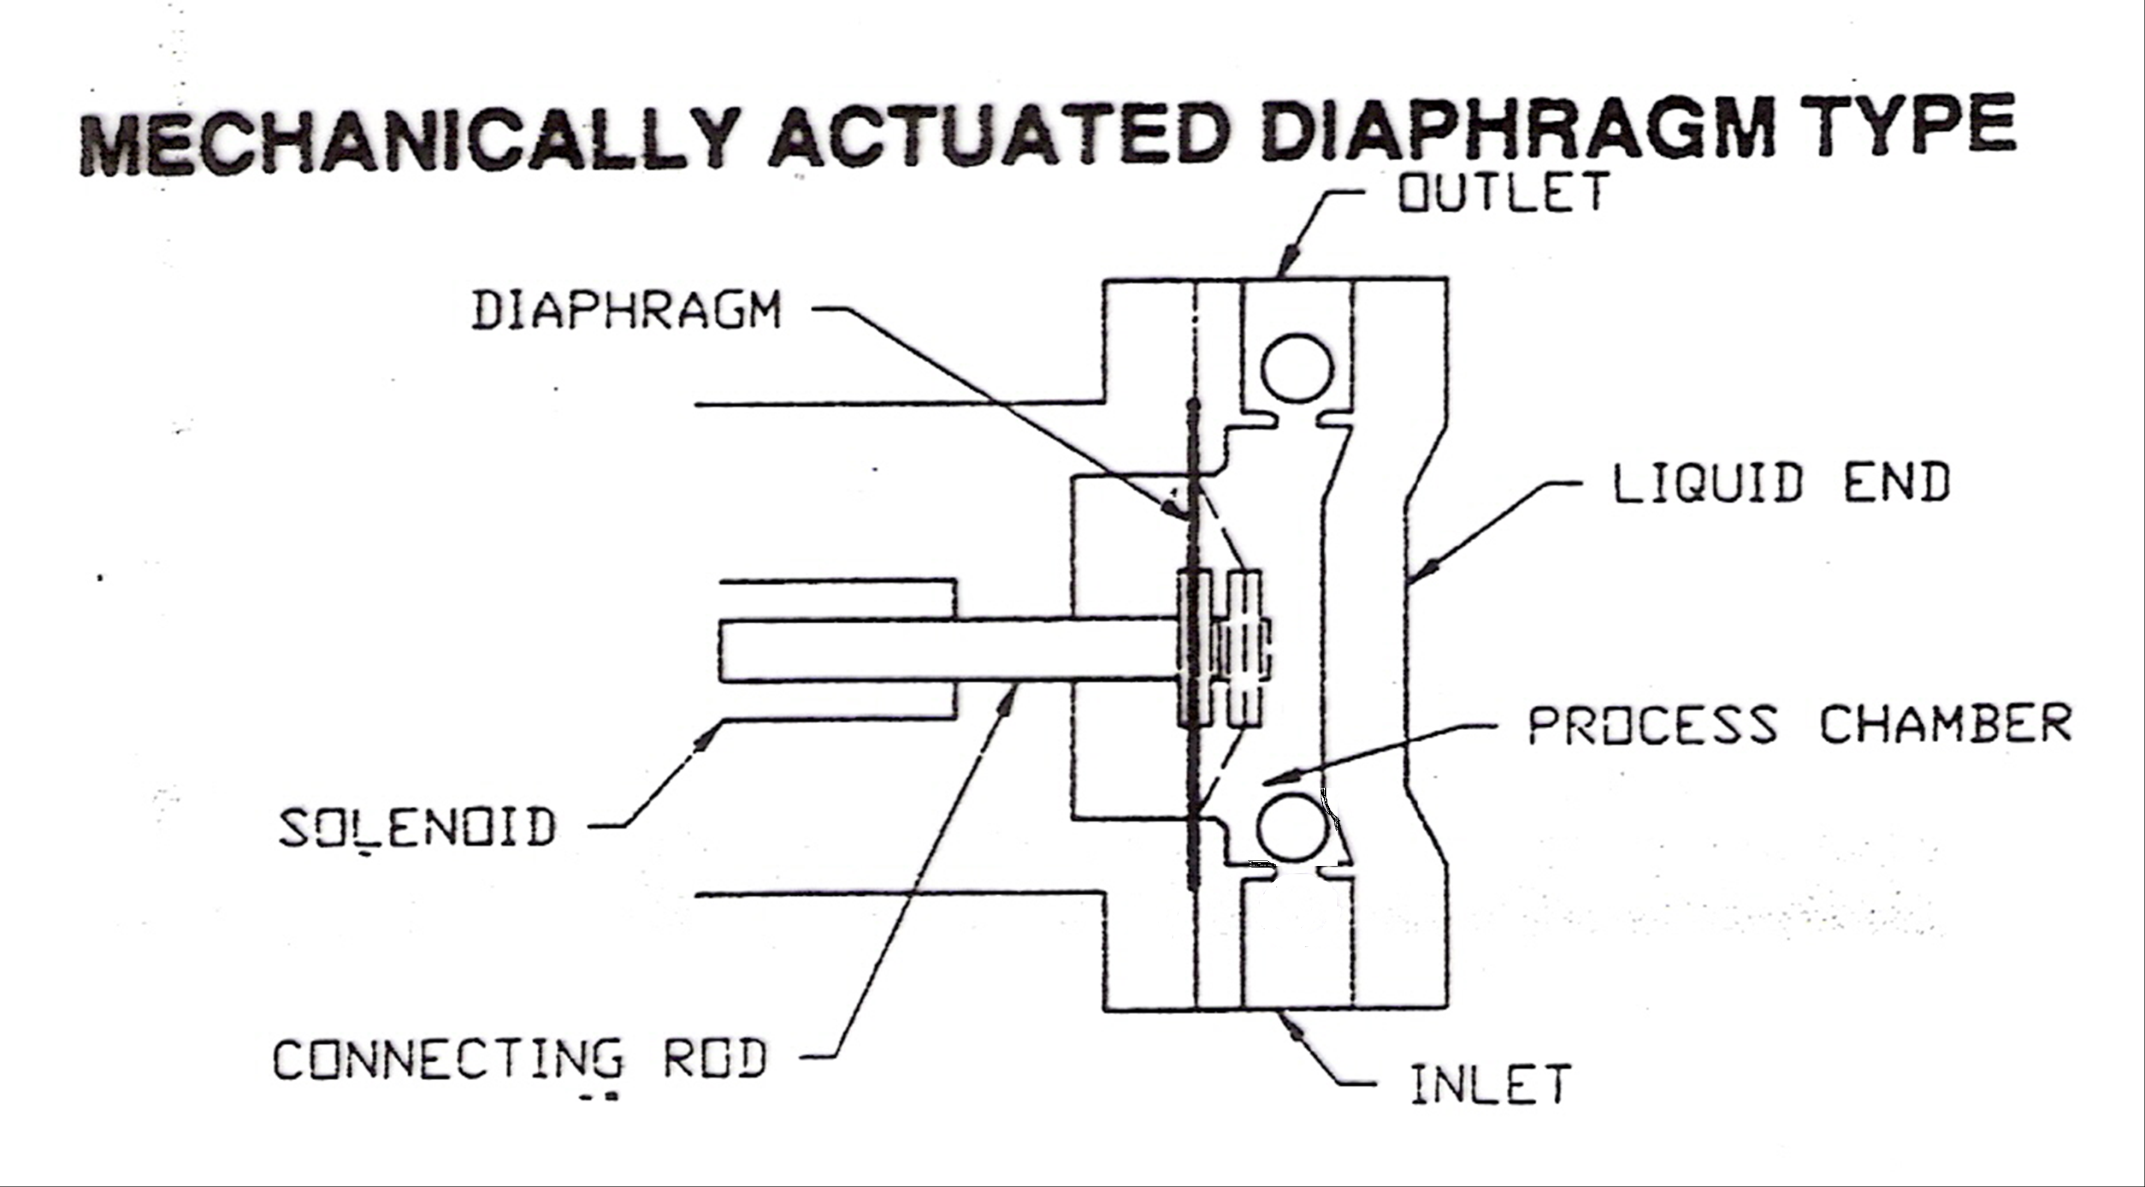 MECHANICALLY ACTUATED DIAPHRAGM TYPE
OUTLET
DIAPHRAGM
LIQUID END
PROCESS CHAMBER
SOLENOID
CONNECTING ROD
INLET